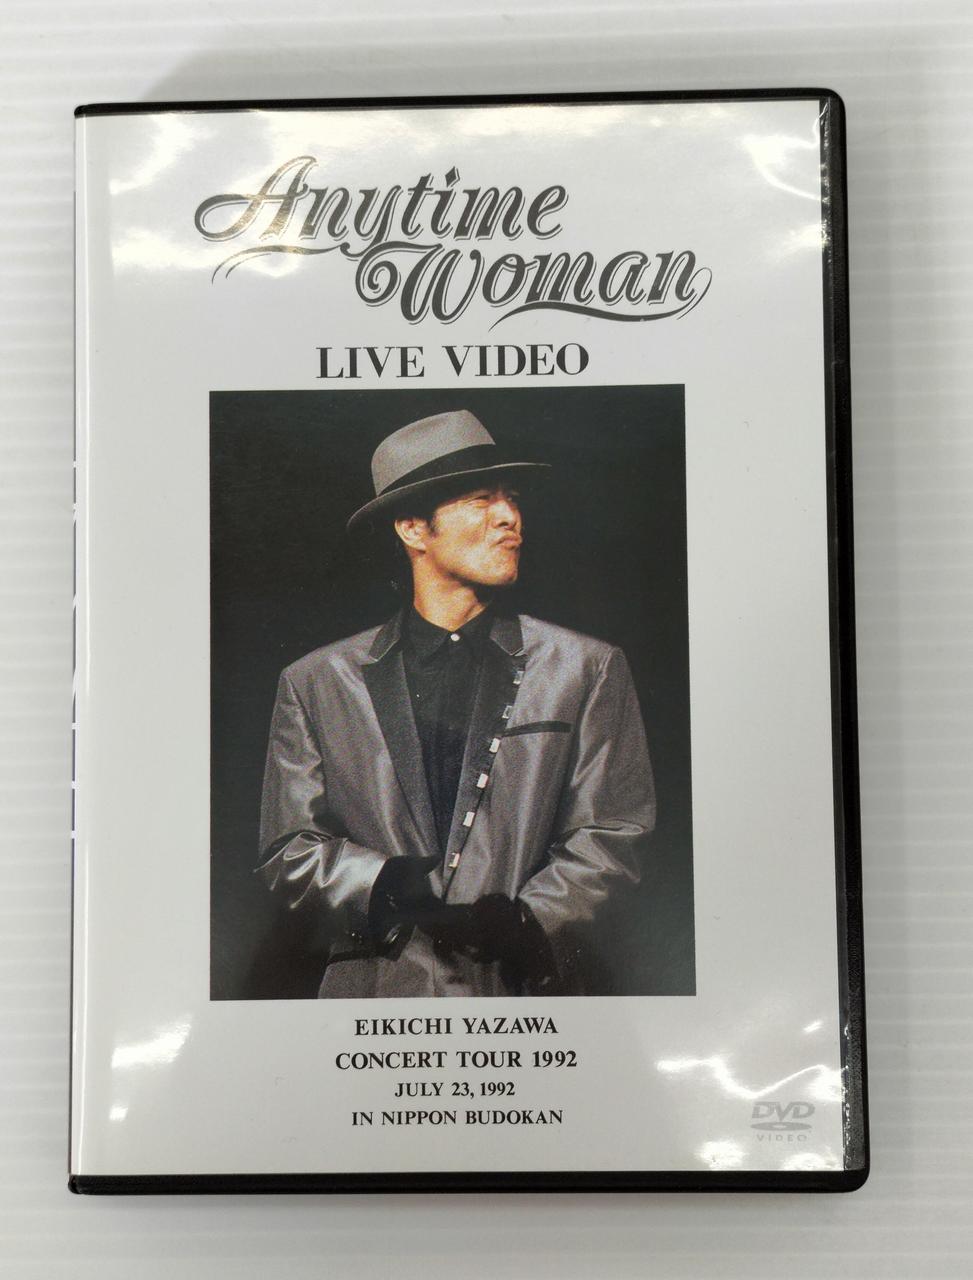 Anytime
Woman
LIVE VIDEO
EIKICHI YAZAWA
CONCERT TOUR 1992
JULY 23, 1992
IN NIPPON BUDOKAN
DVD
VIDEO